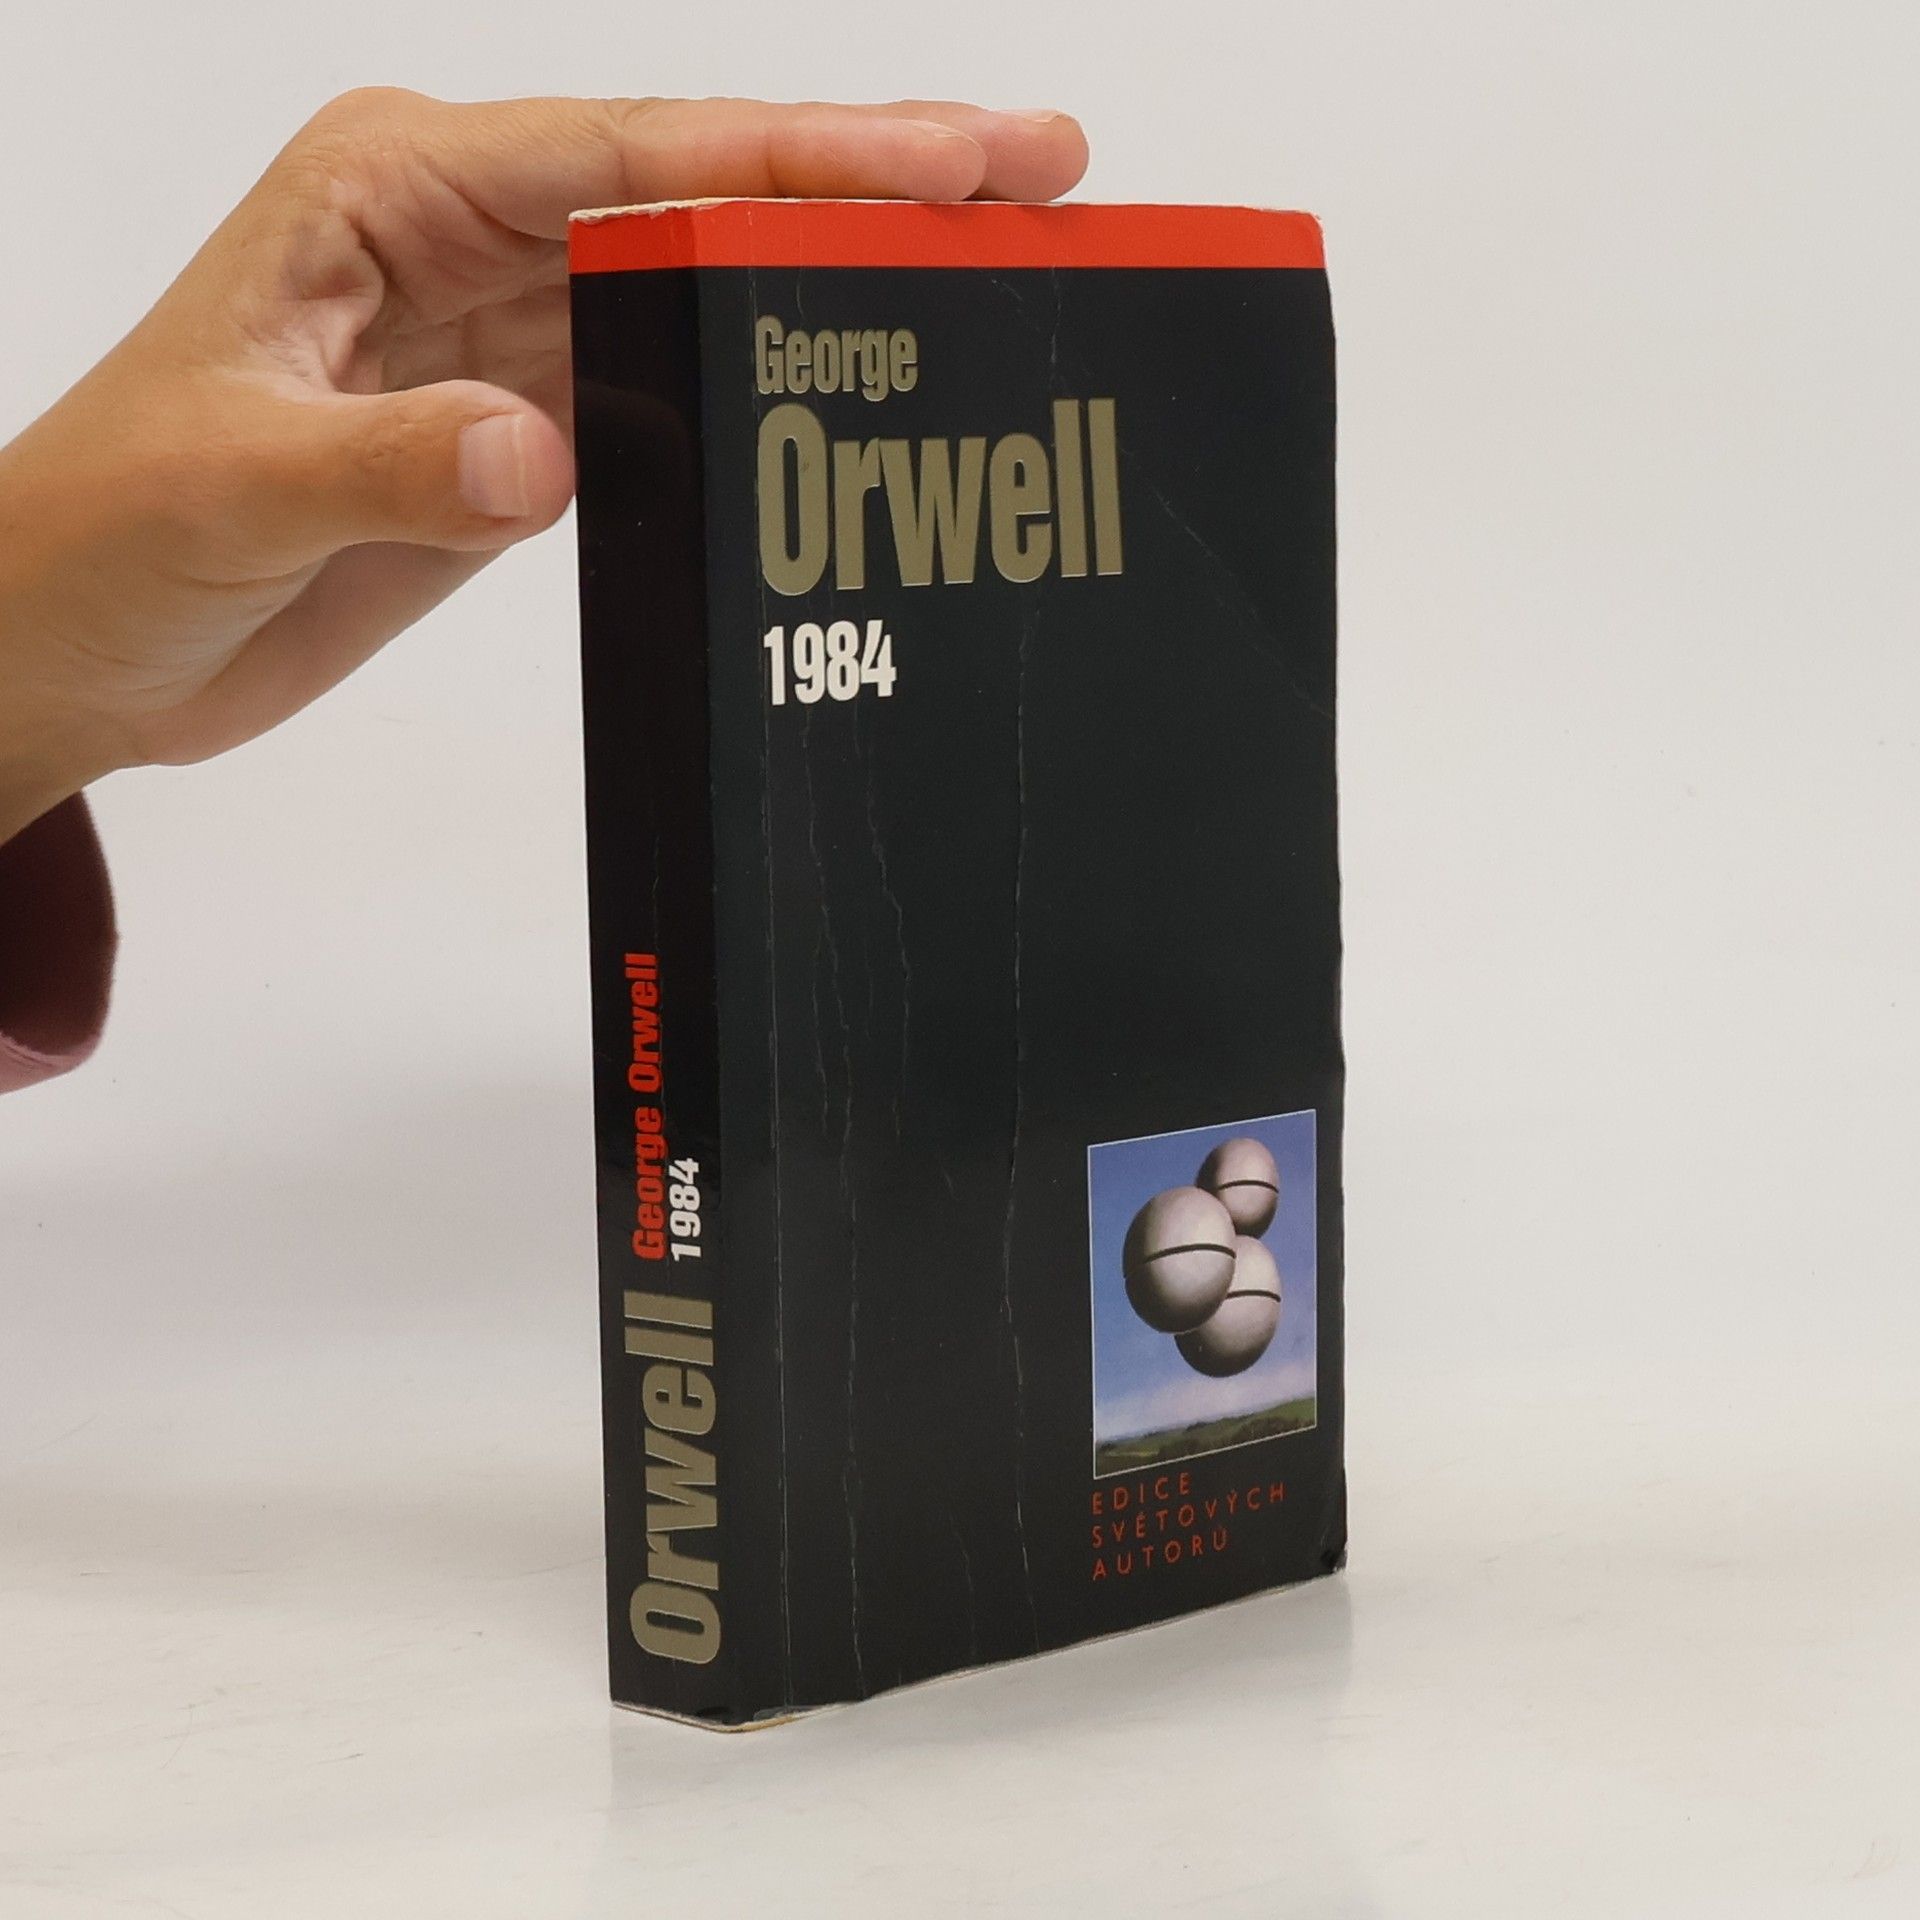 George
Orwell
1984
EDICE
SVĚTOVÝCH
AUTORŮ
Orwell
George Orwell
1984